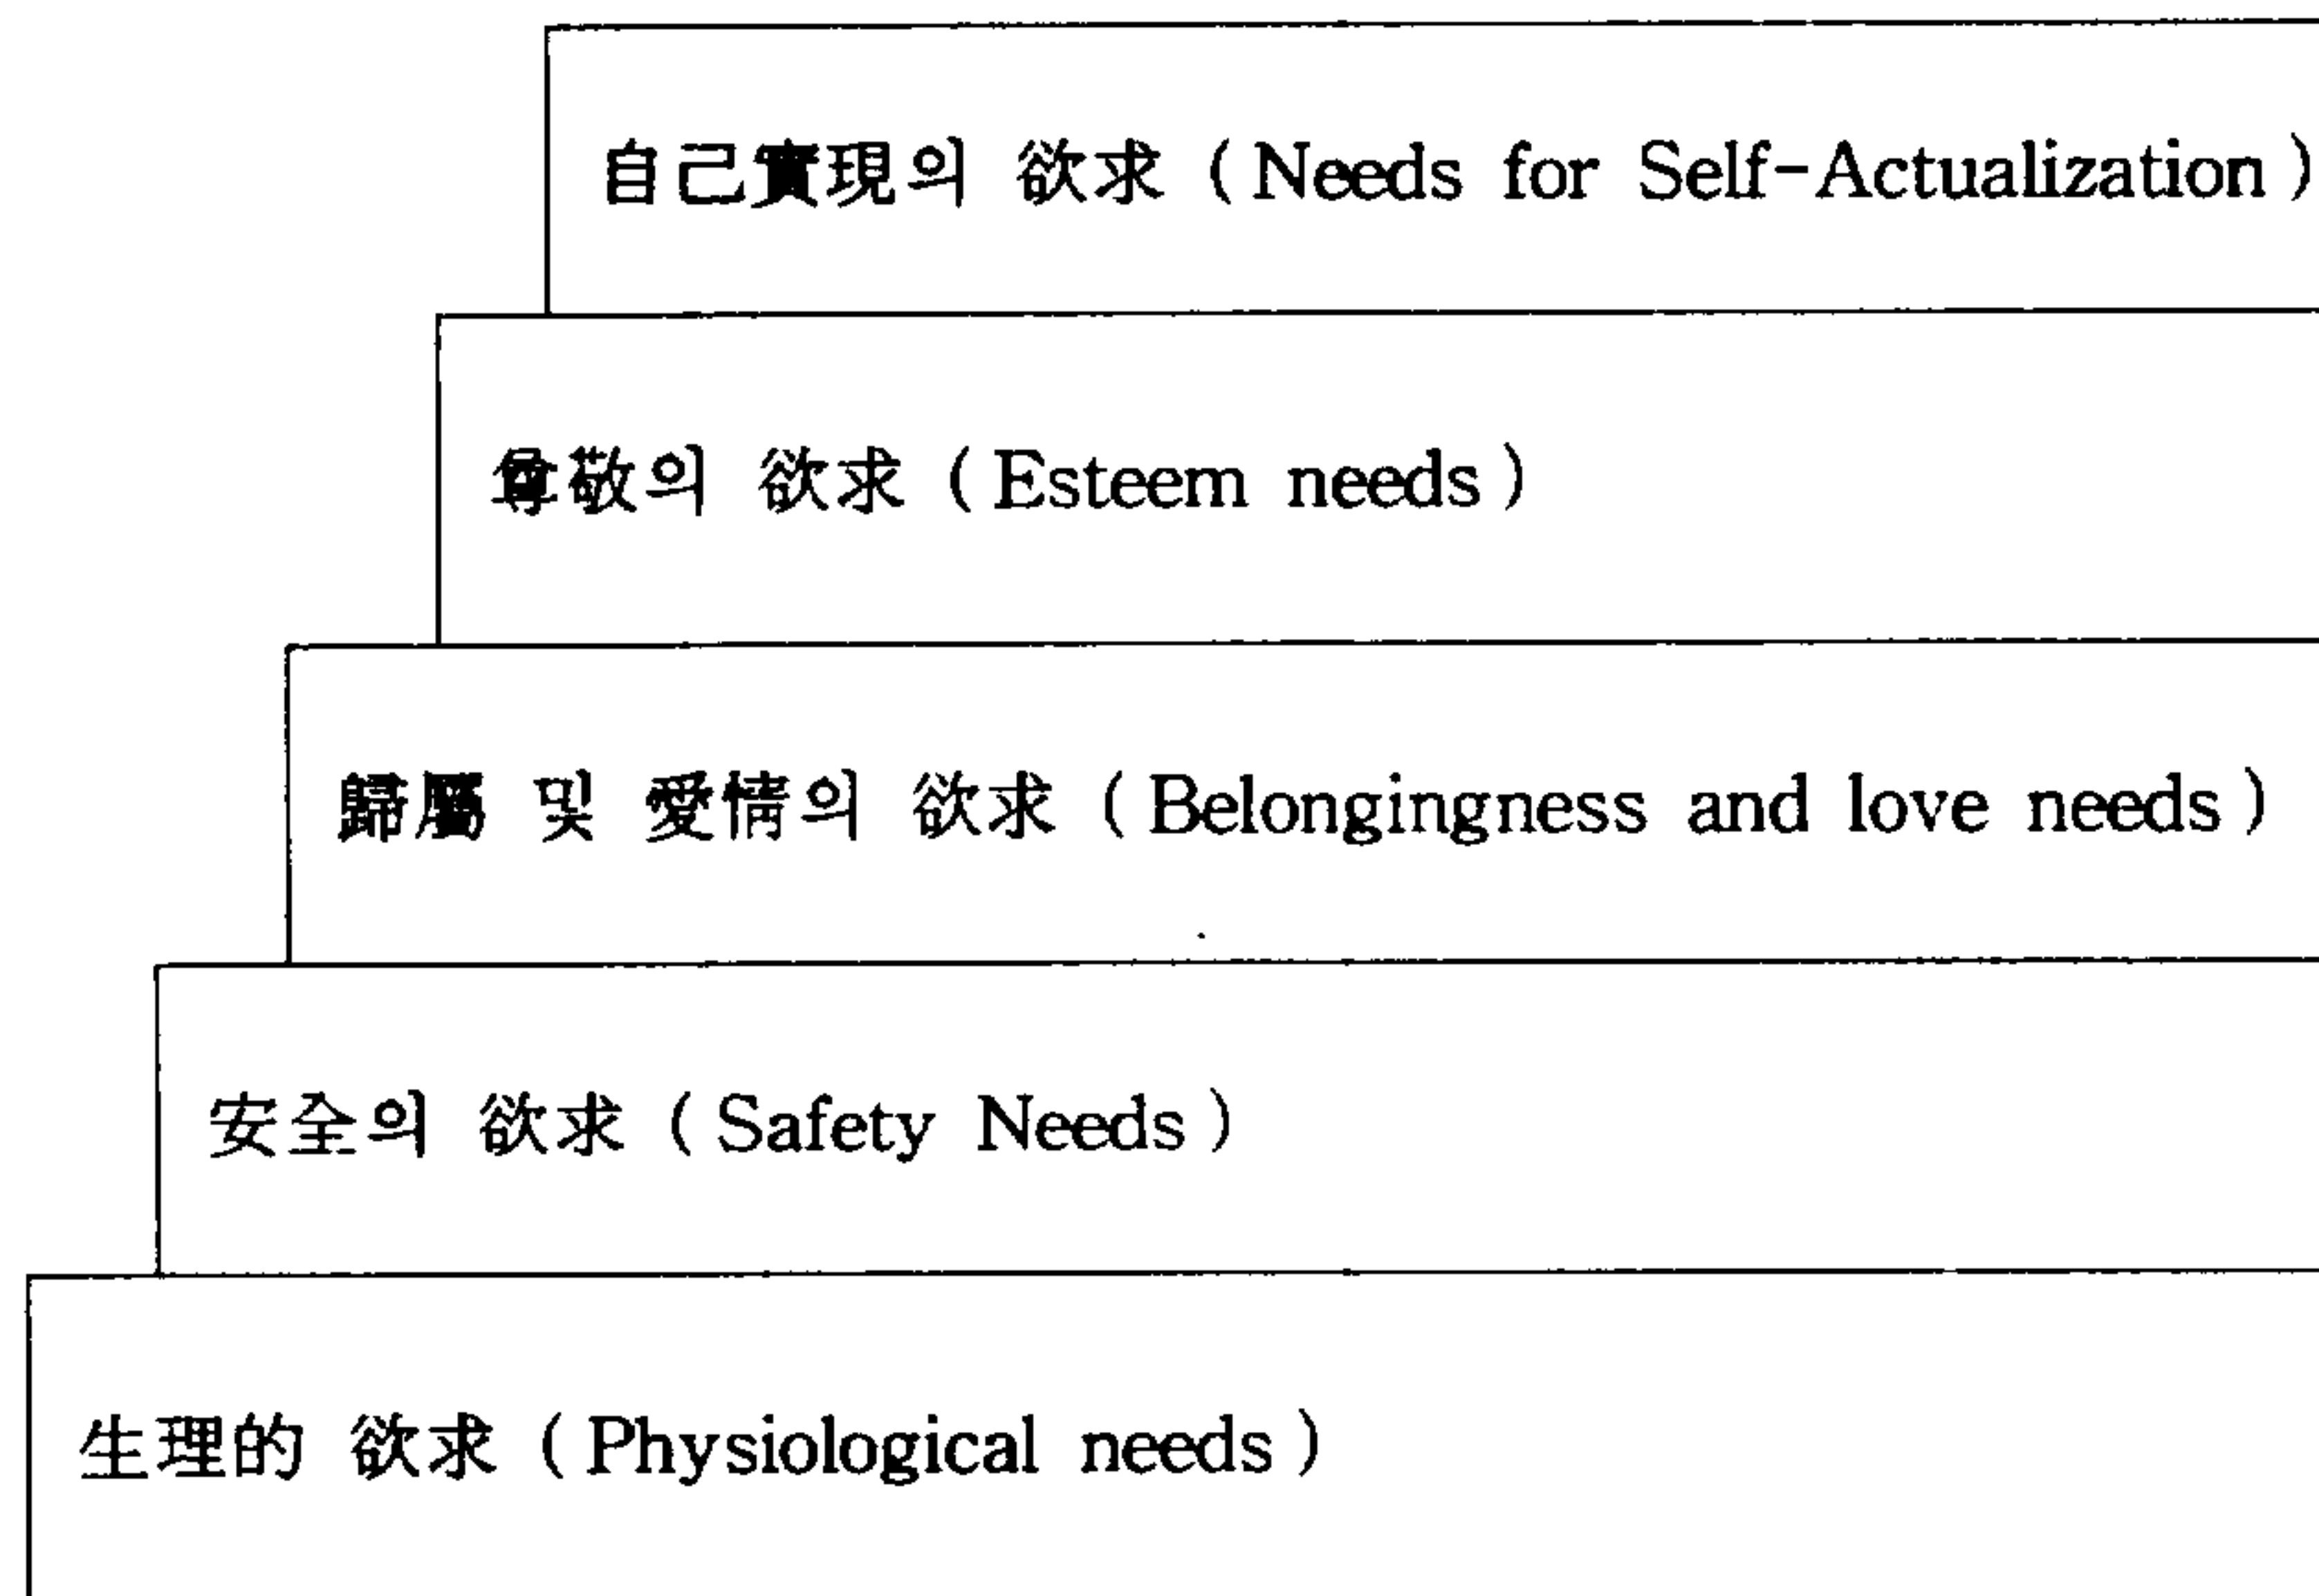 自己實現의 欲求 (Needs for Self-Actualization)
尊敬의 欲求 (Esteem needs)
歸屬 및 愛情의 欲求 (Belongingness and love needs)
安全의 欲求 (Safety Needs)
生理的 欲求 (Physiological needs)